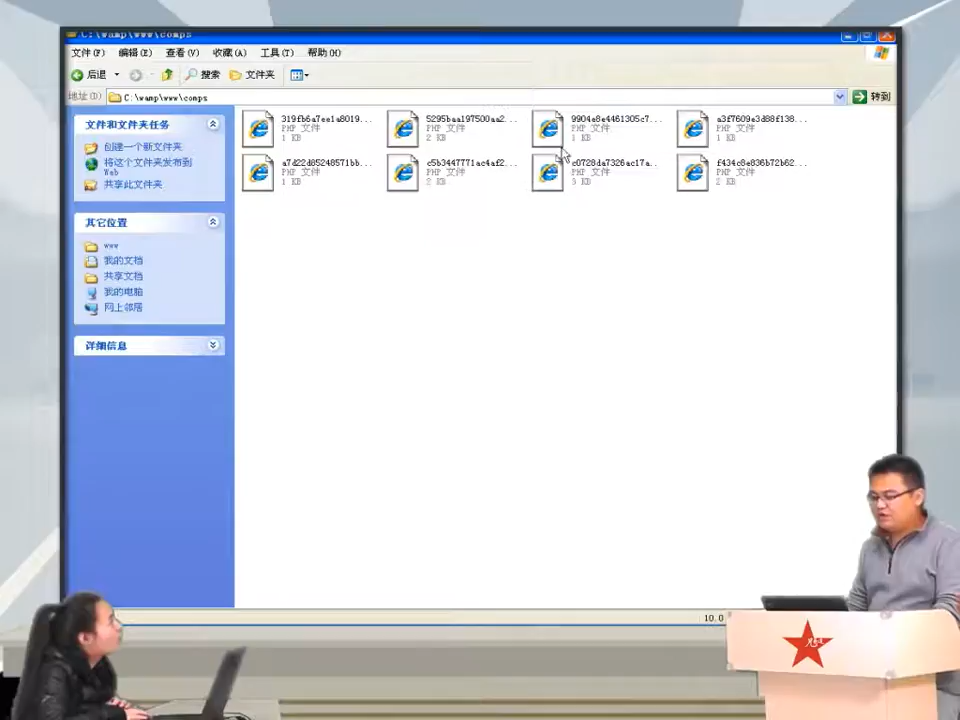 C:\wamp\www\comps
文件(F) 编辑(E) 查看(V) 收藏(A) 工具(T) 帮助(H)
后退 搜索 文件夹
地址(D) C:\wamp\www\comps 转到
文件和文件夹任务
创建一个新文件夹
将这个文件夹发布到
Web
共享此文件夹
其它位置
www
我的文档
共享文档
我的电脑
网上邻居
详细信息
319fb6a7ee1a8019...
PHP 文件
1 KB
5295baa197500aa2...
PHP 文件
2 KB
9904e8e4461305c7...
PHP 文件
1 KB
a3f7609e3d88f138...
PHP 文件
1 KB
a7d22d85248571bb...
PHP 文件
1 KB
c5b3447771ac4af2...
PHP 文件
2 KB
c0728da7326ac17a...
PHP 文件
3 KB
f434c8e836b72b62...
PHP 文件
2 KB
10.0